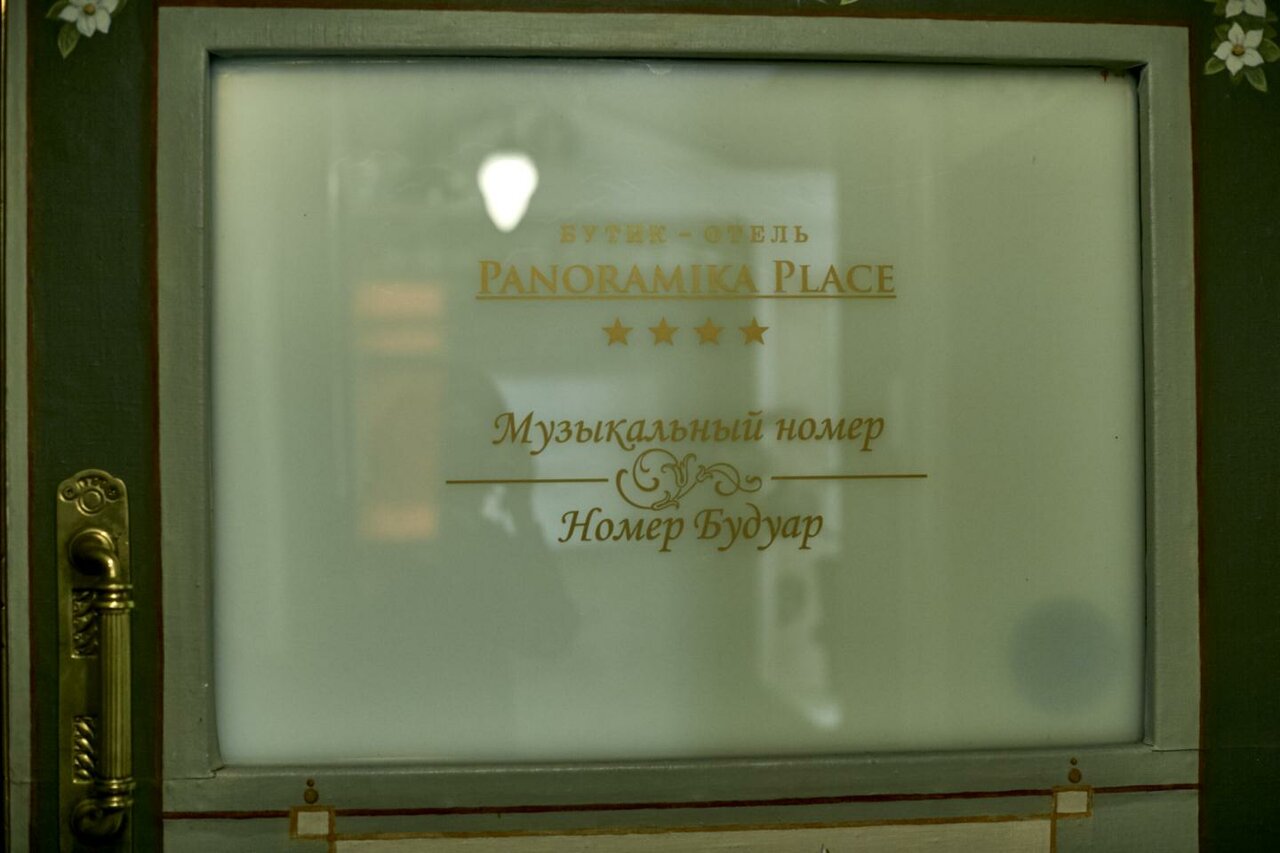 БУТИК - ОТЕЛЬ
PANORAMIKA PLACE
Музыкальный номер
Номер Будуар